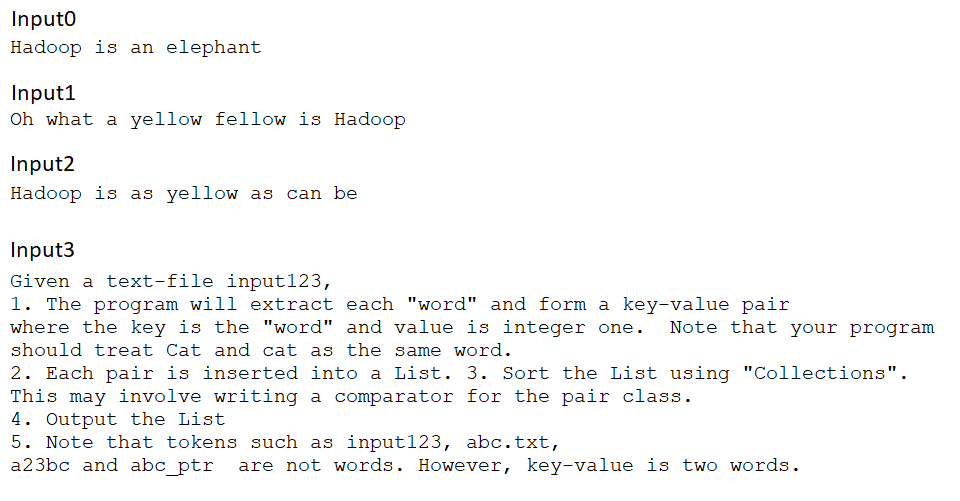 Input0
Hadoop is an elephant
Input1
Oh what a yellow fellow is Hadoop
Input2
Hadoop is as yellow as can be
Input3
Given a text-file input123,
1. The program will extract each "word" and form a key-value pair
where the key is the "word" and value is integer one.  Note that your program
should treat Cat and cat as the same word.
2. Each pair is inserted into a List. 3. Sort the List using "Collections".
This may involve writing a comparator for the pair class.
4. Output the List
5. Note that tokens such as input123, abc.txt,
a23bc and abc_ptr  are not words. However, key-value is two words.